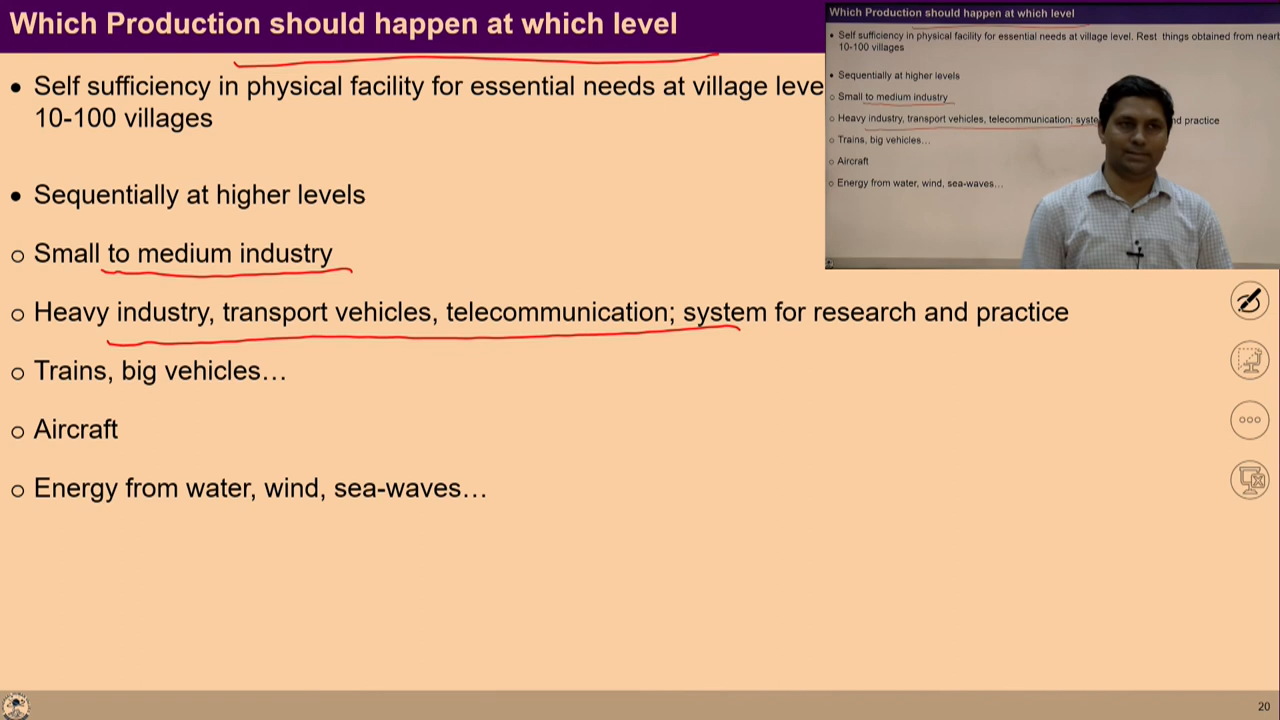 Which Production should happen at which level
• Self sufficiency in physical facility for essential needs at village leve
10-100 villages
• Sequentially at higher levels
o Small to medium industry
o Heavy industry, transport vehicles, telecommunication; system for research and practice
o Trains, big vehicles…
o Aircraft
o Energy from water, wind, sea-waves…
20
Which Production should happen at which level
• Self sufficiency in physical facility for essential needs at village level. Rest things obtained from near
10-100 villages
• Sequentially at higher levels
o Small to medium industry
o Heavy industry, transport vehicles, telecommunication; syste nd practice
o Trains, big vehicles…
o Aircraft
o Energy from water, wind, sea-waves…